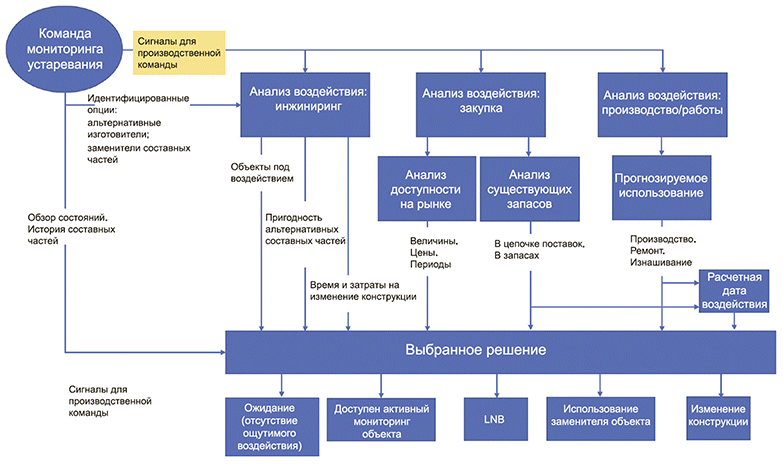 Команда
мониторинга
устаревания
Сигналы для
производственной
команды
Идентифицированные
опции:
альтернативные
изготовители;
заменители составных
частей
Анализ воздействия:
инжиниринг
Анализ воздействия:
закупка
Анализ воздействия:
производство/работы
Объекты под
воздействием
Анализ
доступности
на рынке
Анализ
существующих
запасов
Прогнозируемое
использование
Обзор состояний.
История составных
частей
Пригодность
альтернативных
составных частей
Величины.
Цены.
Периоды
В цепочке поставок.
В запасах
Производство.
Ремонт.
Изнашивание
Время и затраты на
изменение конструкции
Расчетная
дата
воздействия
Выбранное решение
Сигналы для
производственной
команды
Ожидание
(отсутствие
ощутимого
воздействия)
Доступен активный
мониторинг
объекта
LNB
Использование
заменителя объекта
Изменение
конструкции